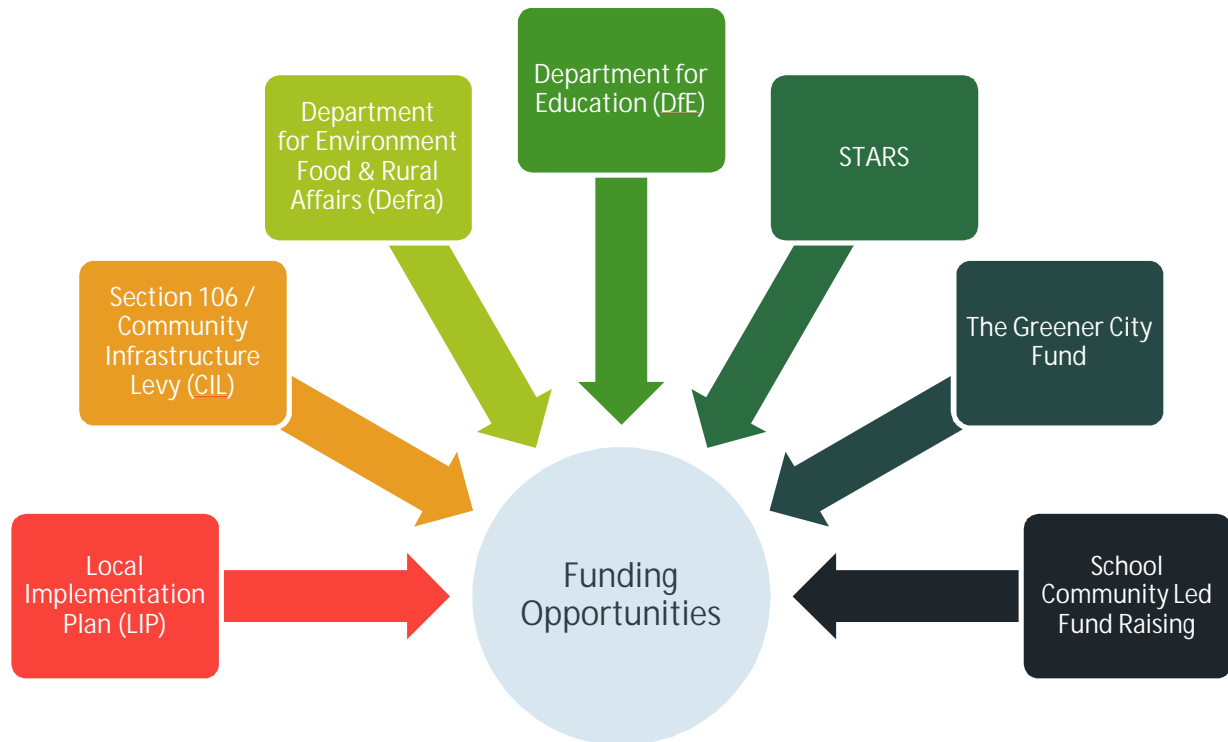 Department for
Education (DfE)
Department
for Environment
Food & Rural
Affairs (Defra)
STARS
Section 106 /
Community
Infrastructure
Levy (CIL)
The Greener City
Fund
Local
Implementation
Plan (LIP)
Funding
Opportunities
School
Community Led
Fund Raising